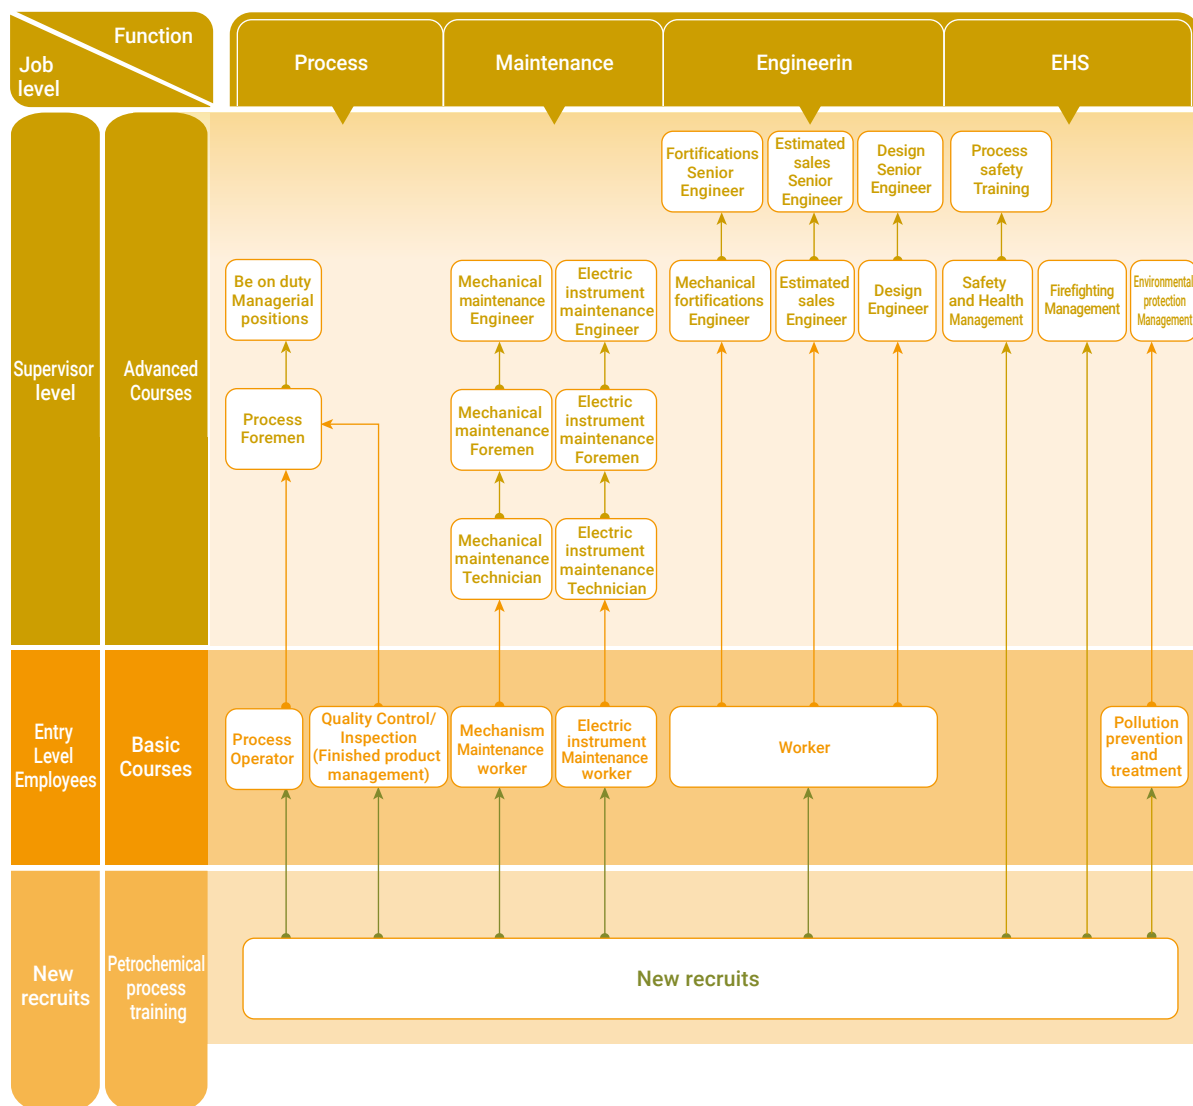 Function
Job
level
Process
Maintenance
Engineerin
EHS
Supervisor
level
Advanced
Courses
Fortifications
Senior
Engineer
Estimated
sales
Senior
Engineer
Design
Senior
Engineer
Process
safety
Training
Be on duty
Managerial
positions
Mechanical
maintenance
Engineer
Electric
instrument
maintenance
Engineer
Mechanical
fortifications
Engineer
Estimated
sales
Engineer
Design
Engineer
Safety
and Health
Management
Firefighting
Management
Environmental
protection
Management
Process
Foremen
Mechanical
maintenance
Foremen
Electric
instrument
maintenance
Foremen
Mechanical
maintenance
Technician
Electric
instrument
maintenance
Technician
Entry
Level
Employees
Basic
Courses
Process
Operator
Quality Control/
Inspection
(Finished product
management)
Mechanism
Maintenance
worker
Electric
instrument
Maintenance
worker
Worker
Pollution
prevention
and
treatment
New
recruits
Petrochemical
process
training
New recruits